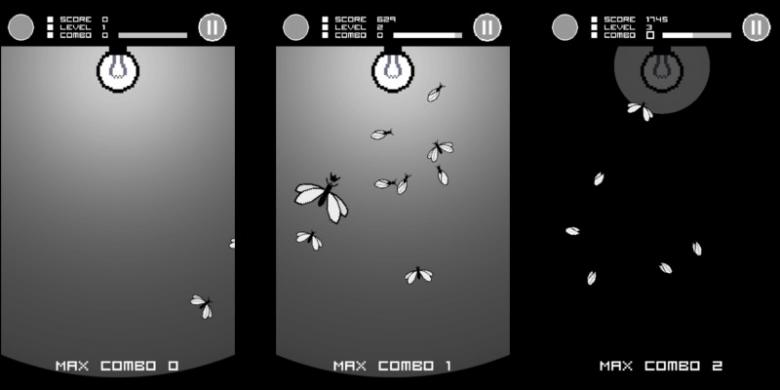 SCORE 0
LEVEL 1
COMBO 0
MAX COMBO 0
SCORE 629
LEVEL 2
COMBO 0
MAX COMBO 1
SCORE 1745
LEVEL 3
COMBO 0
MAX COMBO 2